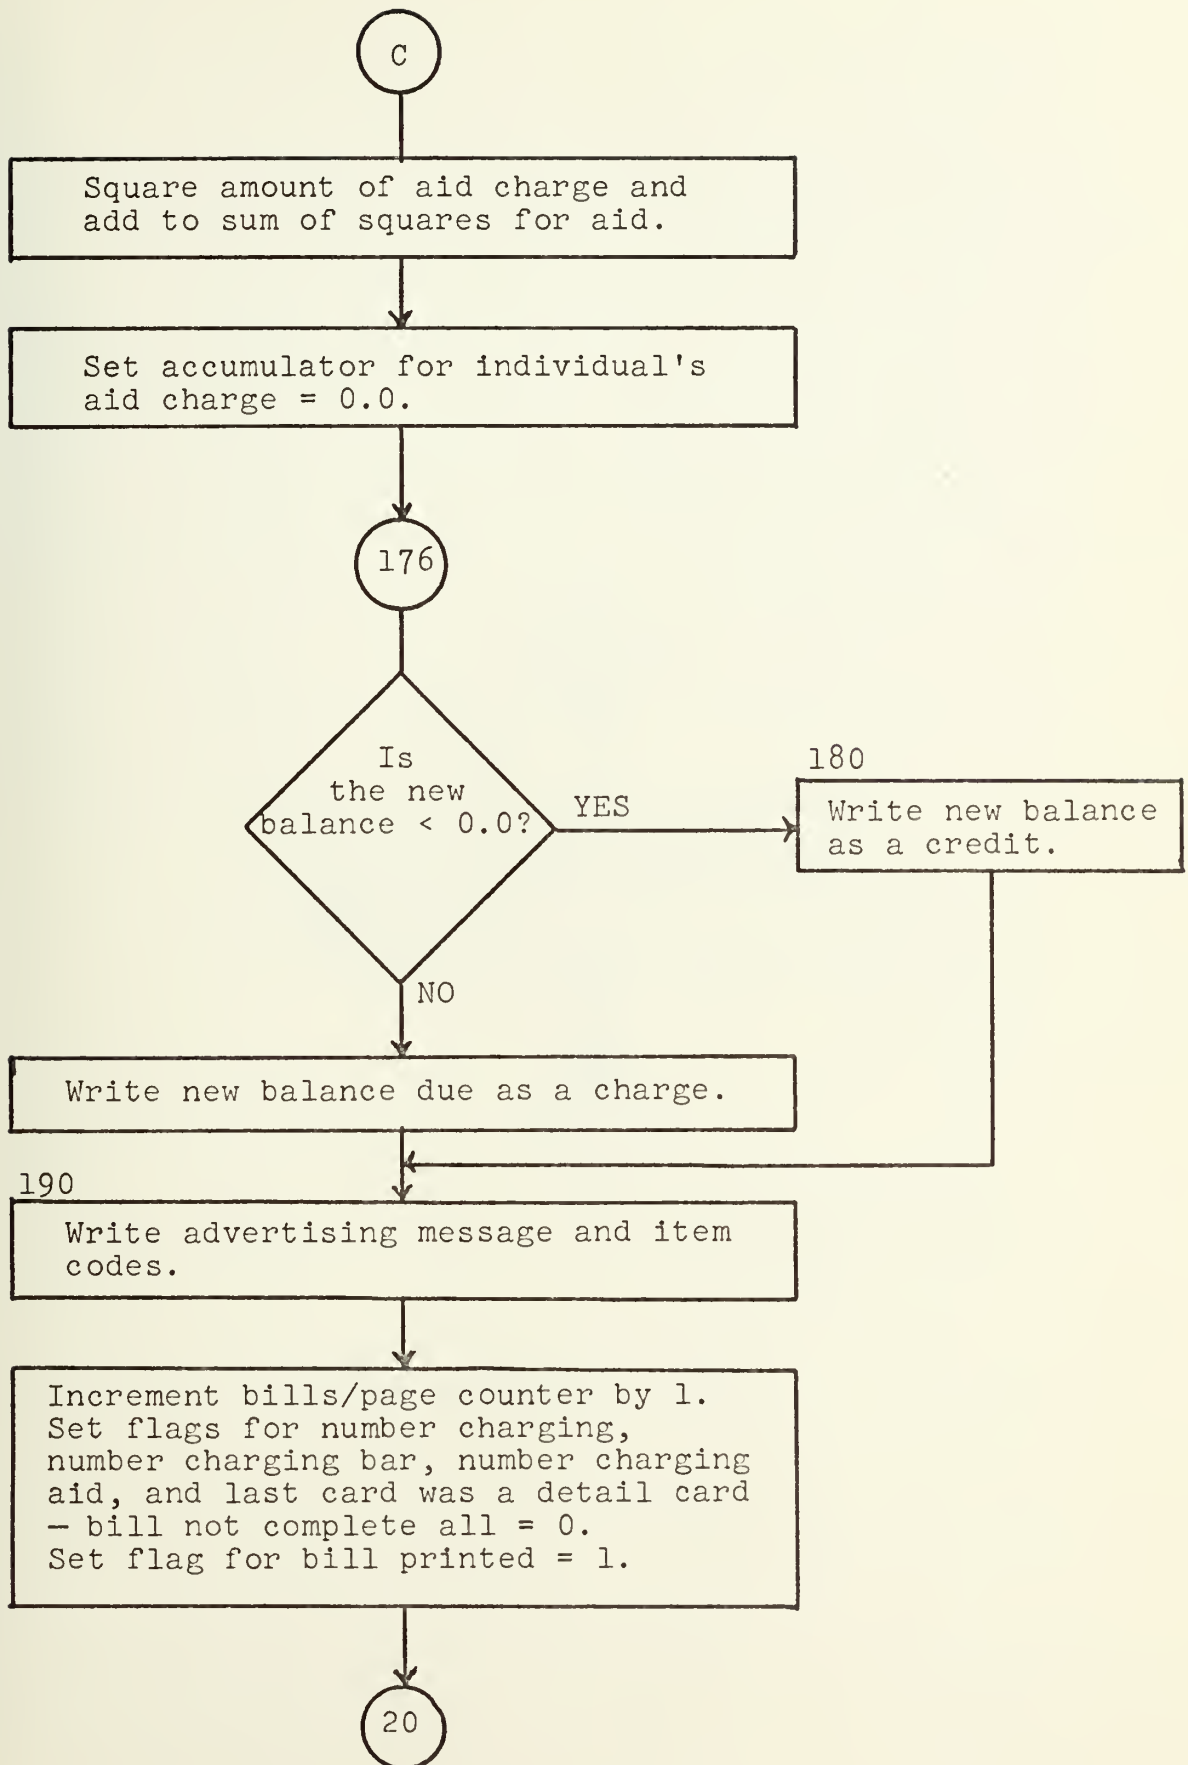 C
Square amount of aid charge and
add to sum of squares for aid.
Set accumulator for individual's
aid charge = 0.0.
176
Is
the new
balance < 0.0?
YES
180
Write new balance
as a credit.
NO
Write new balance due as a charge.
190
Write advertising message and item
codes.
Increment bills/page counter by 1.
Set flags for number charging,
number charging bar, number charging
aid, and last card was a detail card
— bill not complete all = 0.
Set flag for bill printed = 1.
20